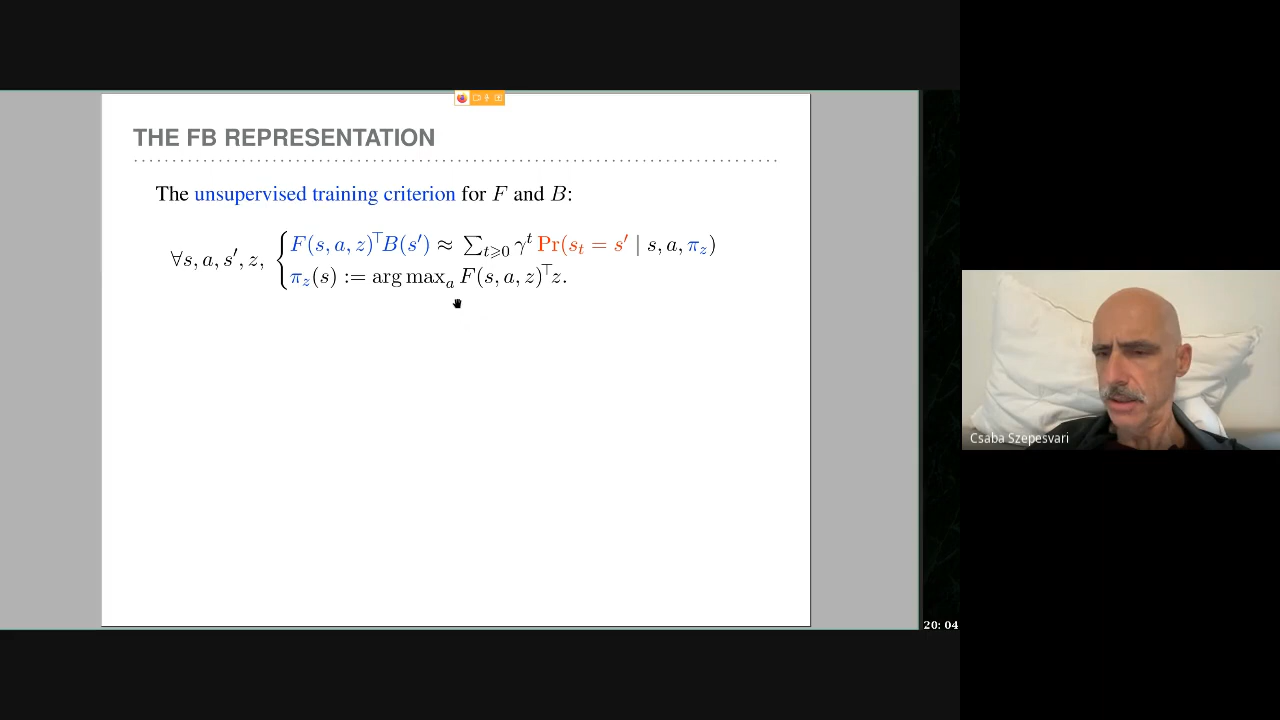 THE FB REPRESENTATION
The unsupervised training criterion for F and B:
∀s, a, s′, z, { F(s, a, z)⊤B(s′) ≈ ∑t⩾0 γ^t Pr(st = s′ | s, a, πz)
πz(s) := arg maxa F(s, a, z)⊤z.
Csaba Szepesvari
20: 04